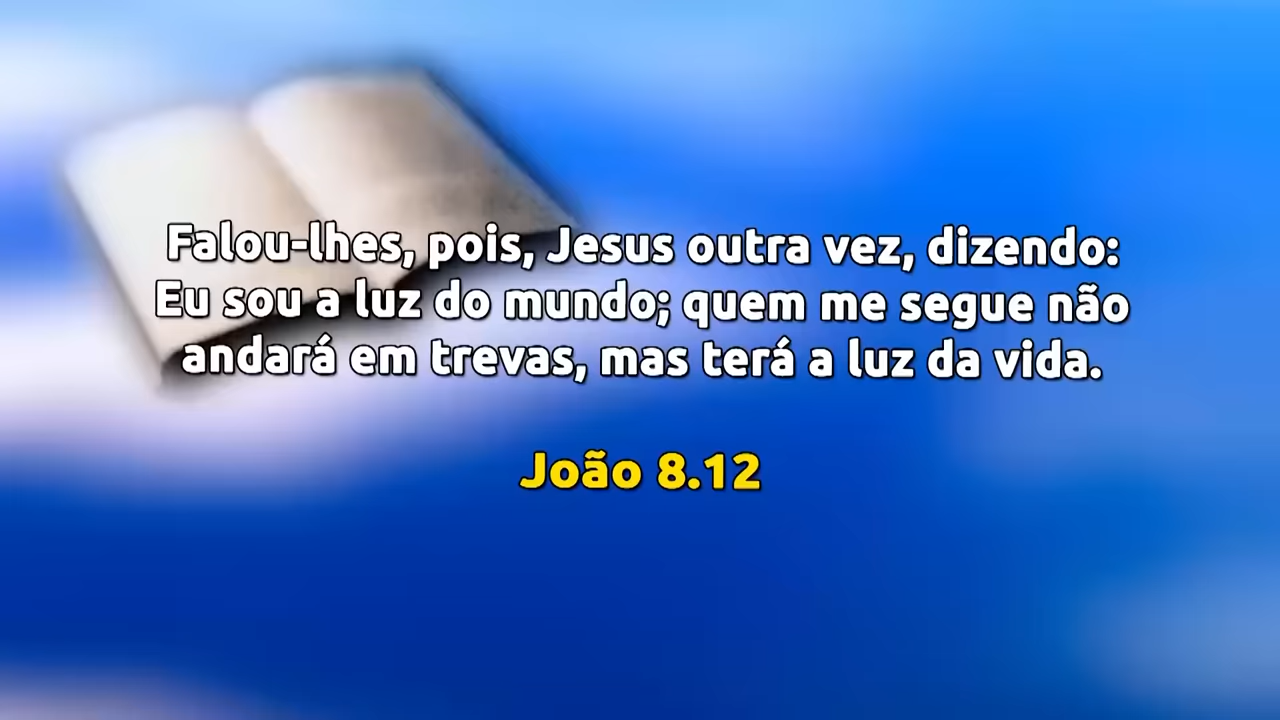 Falou-lhes, pois, Jesus outra vez, dizendo:
Eu sou a luz do mundo; quem me segue não
andará em trevas, mas terá a luz da vida.
João 8.12